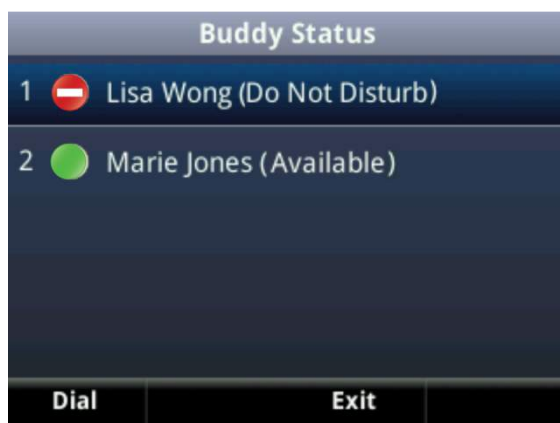 Buddy Status
1 Lisa Wong (Do Not Disturb)
2 Marie Jones (Available)
Dial Exit